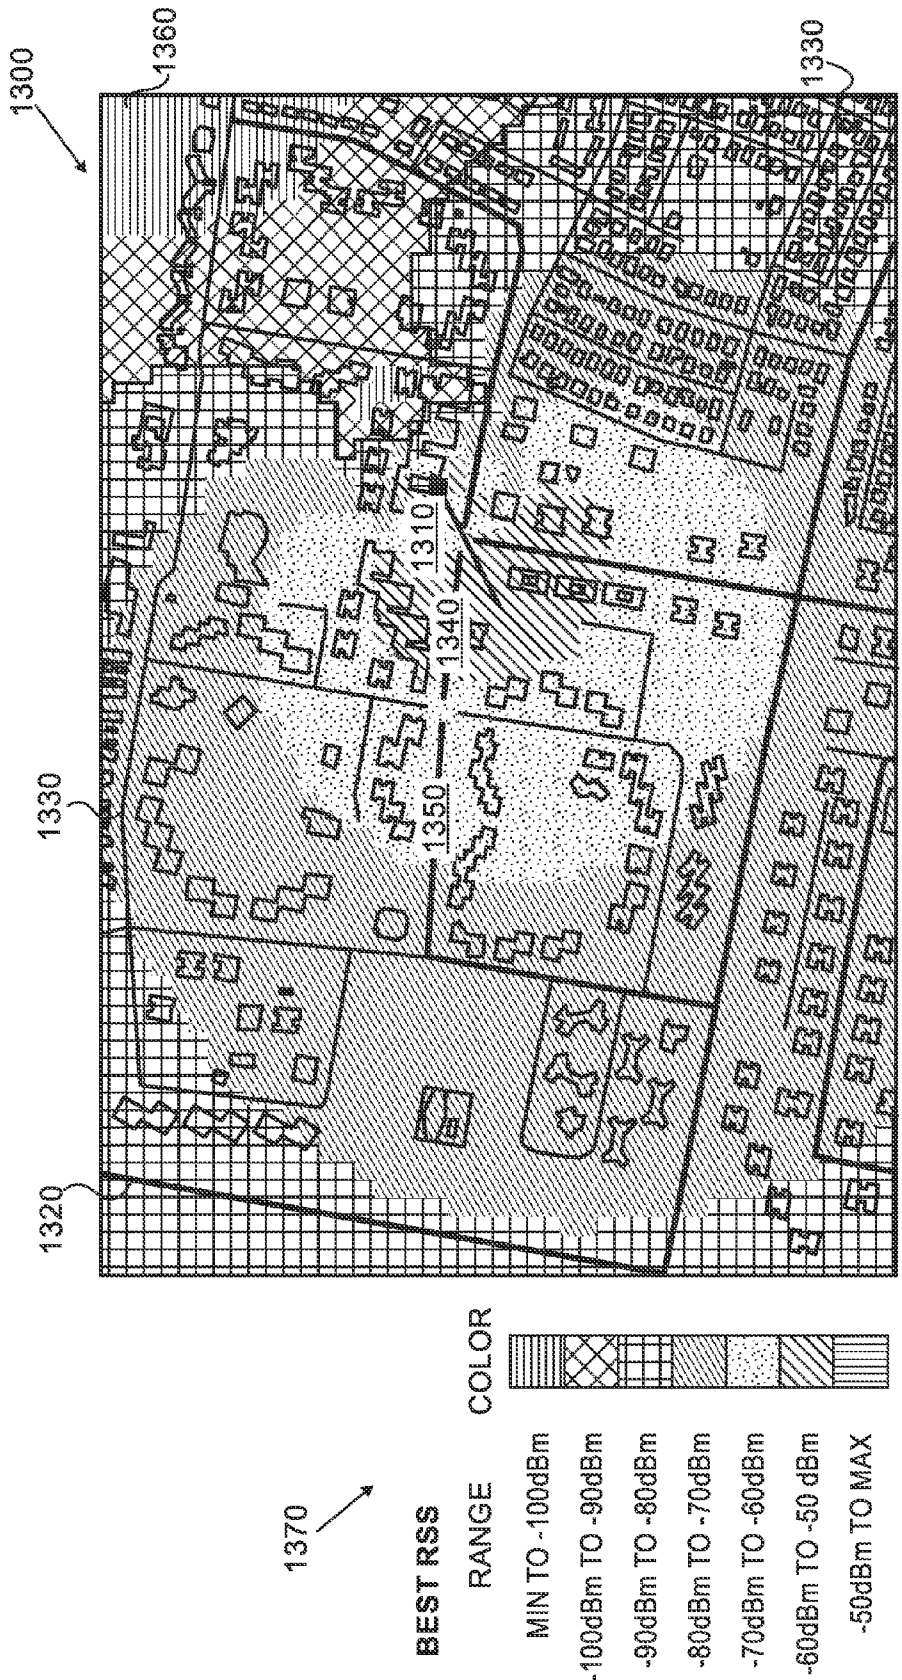 1300
1360
1330
1330
1320
1310
1340
1350
1370
BEST RSS
RANGE COLOR
MIN TO -100dBm
-100dBm TO -90dBm
-90dBm TO -80dBm
-80dBm TO -70dBm
-70dBm TO -60dBm
-60dBm TO -50 dBm
-50dBm TO MAX